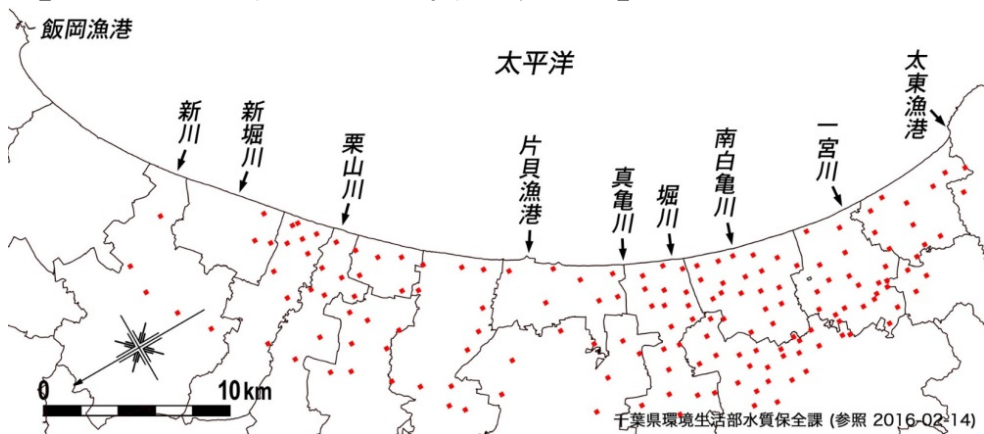 飯岡漁港
太平洋
新川
新堀川
栗山川
片貝漁港
真亀川
堀川
南白亀川
一宮川
太東漁港
0 10km
千葉県環境生活部水質保全課 (参照 2016-02-14)